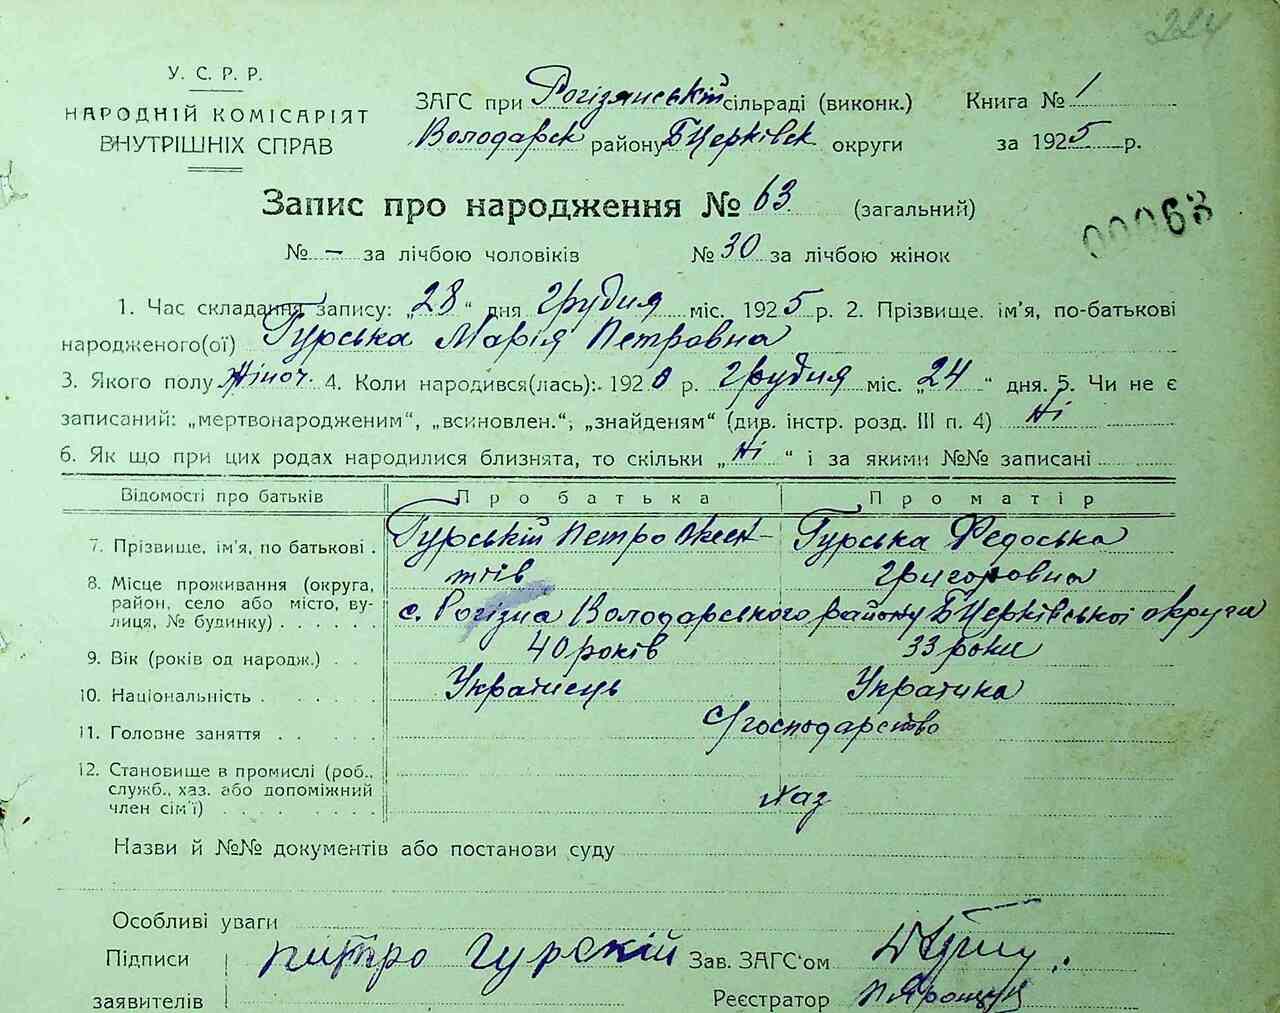 224
У. С. Р. Р.
НАРОДНІЙ КОМІСАРІЯТ
ВНУТРІШНІХ СПРАВ
ЗАГС при Рогізянській сільраді (виконк.) Книга № 1
Володарск району БЦерківск округи за 1925 р.
Запис про народження № 63 (загальний)
00063
№ – за лічбою чоловіків № 30 за лічбою жінок
1. Час складання запису: „28“ дня Грудня міс. 1925 р. 2. Прізвище. ім'я, по-батькові
народженого(ої) Гурська Марія Петровна
3. Якого полу Жіноч. 4. Коли народився(лась): 192 р. Грудня міс. „24“ дня. 5. Чи не є
записаний: „мертвонародженим“, „всиновлен.“, „знайденям“ (див. інстр. розд. III п. 4) Ні
6. Як що при цих родах народилися близнята, то скільки „Ні“ і за якими №№ записані
Відомості про батьків Про батька Про матір
7. Прізвище, ім'я, по батькові . Гурській Петро Гурська Федоська
Григоровна
8. Місце проживання (округа,
район, село або місто, ву-
лиця, № будинку) . . . . с. Рогізна Володарського району БЦерківської округи
9. Вік (років од народж.) . . 40 років 33 роки
10. Національність . . . . Українець Украінка
11. Головне заняття . . . . . С/господарство
12. Становище в промислі (роб.,
служб., хаз. або допоміжний
член сім'ї) . . . . . . . . Хаз
Назви й №№ документів або постанови суду
Особливі уваги
Підписи Питро Гурскій Зав. ЗАГС'ом
заявителів Реєстратор